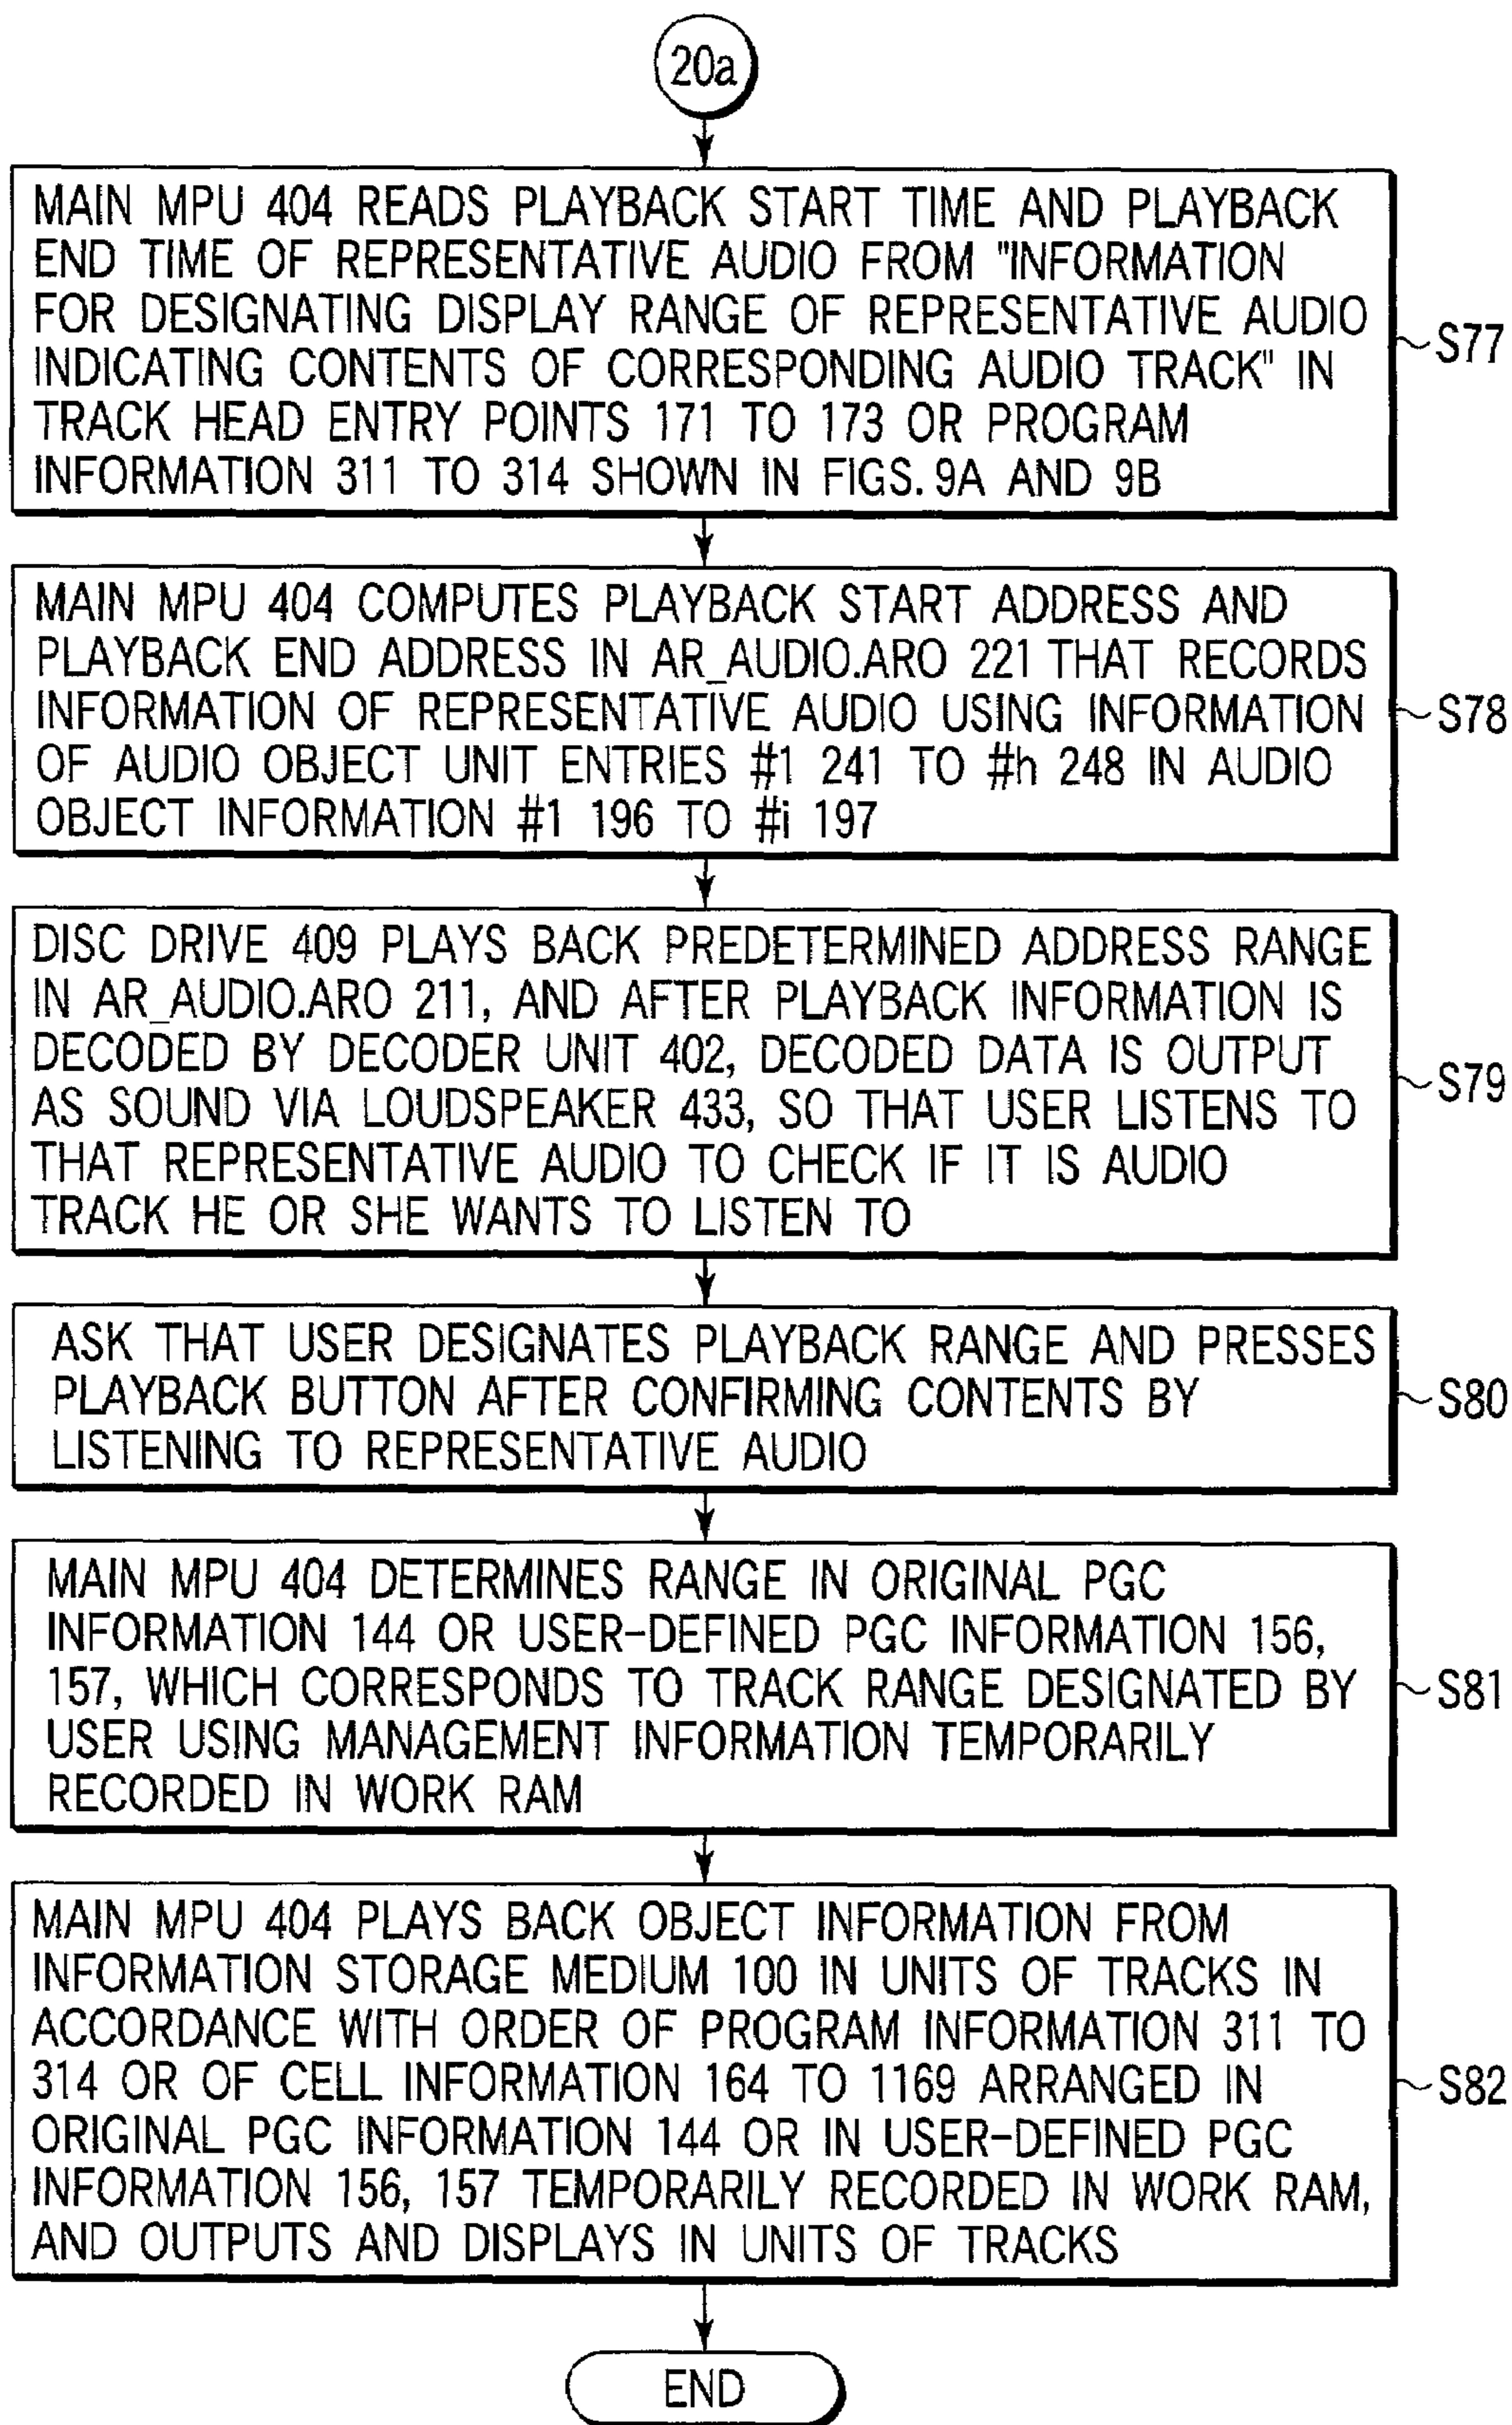 20a
MAIN MPU 404 READS PLAYBACK START TIME AND PLAYBACK
END TIME OF REPRESENTATIVE AUDIO FROM "INFORMATION
FOR DESIGNATING DISPLAY RANGE OF REPRESENTATIVE AUDIO
INDICATING CONTENTS OF CORRESPONDING AUDIO TRACK" IN
TRACK HEAD ENTRY POINTS 171 TO 173 OR PROGRAM
INFORMATION 311 TO 314 SHOWN IN FIGS. 9A AND 9B
S77
MAIN MPU 404 COMPUTES PLAYBACK START ADDRESS AND
PLAYBACK END ADDRESS IN AR_AUDIO.ARO 221 THAT RECORDS
INFORMATION OF REPRESENTATIVE AUDIO USING INFORMATION
OF AUDIO OBJECT UNIT ENTRIES #1 241 TO #h 248 IN AUDIO
OBJECT INFORMATION #1 196 TO #i 197
S78
DISC DRIVE 409 PLAYS BACK PREDETERMINED ADDRESS RANGE
IN AR_AUDIO.ARO 211, AND AFTER PLAYBACK INFORMATION IS
DECODED BY DECODER UNIT 402, DECODED DATA IS OUTPUT
AS SOUND VIA LOUDSPEAKER 433, SO THAT USER LISTENS TO
THAT REPRESENTATIVE AUDIO TO CHECK IF IT IS AUDIO
TRACK HE OR SHE WANTS TO LISTEN TO
S79
ASK THAT USER DESIGNATES PLAYBACK RANGE AND PRESSES
PLAYBACK BUTTON AFTER CONFIRMING CONTENTS BY
LISTENING TO REPRESENTATIVE AUDIO
S80
MAIN MPU 404 DETERMINES RANGE IN ORIGINAL PGC
INFORMATION 144 OR USER-DEFINED PGC INFORMATION 156,
157, WHICH CORRESPONDS TO TRACK RANGE DESIGNATED BY
USER USING MANAGEMENT INFORMATION TEMPORARILY
RECORDED IN WORK RAM
S81
MAIN MPU 404 PLAYS BACK OBJECT INFORMATION FROM
INFORMATION STORAGE MEDIUM 100 IN UNITS OF TRACKS IN
ACCORDANCE WITH ORDER OF PROGRAM INFORMATION 311 TO
314 OR OF CELL INFORMATION 164 TO 1169 ARRANGED IN
ORIGINAL PGC INFORMATION 144 OR IN USER-DEFINED PGC
INFORMATION 156, 157 TEMPORARILY RECORDED IN WORK RAM,
AND OUTPUTS AND DISPLAYS IN UNITS OF TRACKS
S82
END